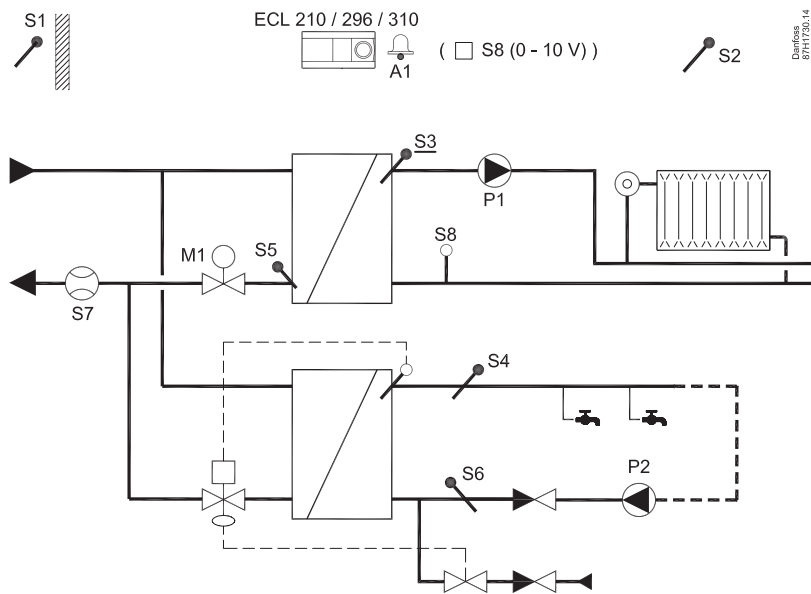 S1
ECL 210 / 296 / 310
A1
( S8 (0 - 10 V) )
S2
Danfoss
87H1730.14
S3
P1
M1
S5
S8
S7
S4
S6
P2